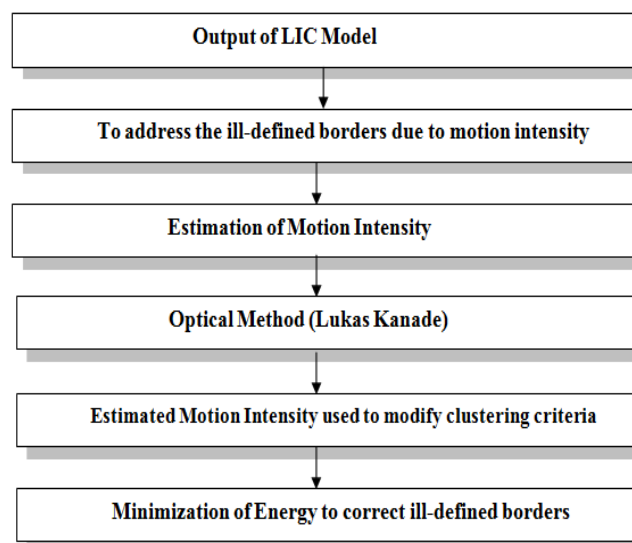 Output of LIC Model
To address the ill-defined borders due to motion intensity
Estimation of Motion Intensity
Optical Method (Lukas Kanade)
Estimated Motion Intensity used to modify clustering criteria
Minimization of Energy to correct ill-defined borders